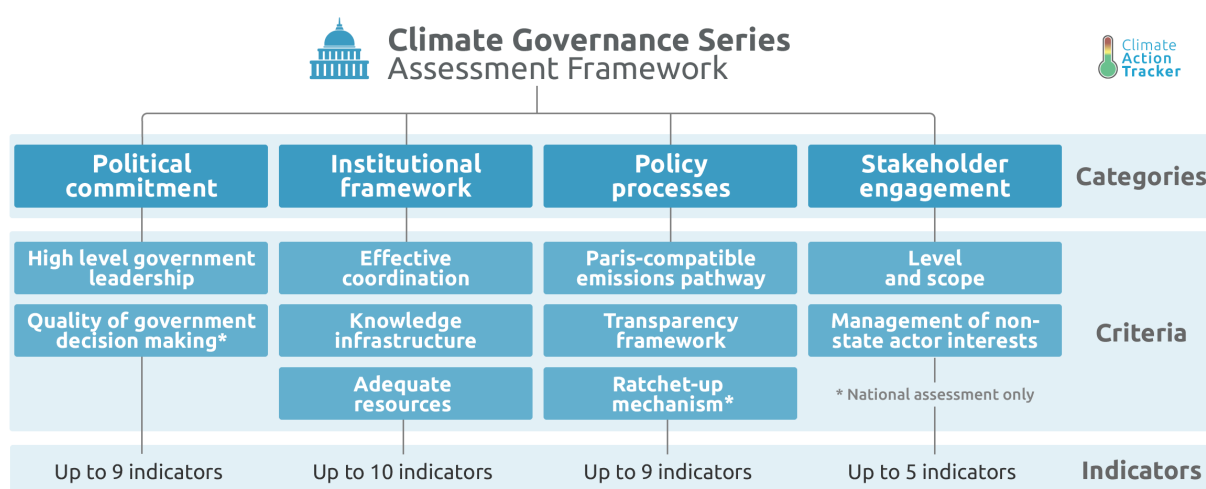 Climate Governance Series
Assessment Framework
Climate
Action
Tracker
Political
commitment
Institutional
framework
Policy
processes
Stakeholder
engagement
Categories
High level government
leadership
Effective
coordination
Paris-compatible
emissions pathway
Level
and scope
Quality of government
decision making*
Knowledge
infrastructure
Transparency
framework
Management of non-
state actor interests
Criteria
Adequate
resources
Ratchet-up
mechanism*
* National assessment only
Up to 9 indicators
Up to 10 indicators
Up to 9 indicators
Up to 5 indicators
Indicators